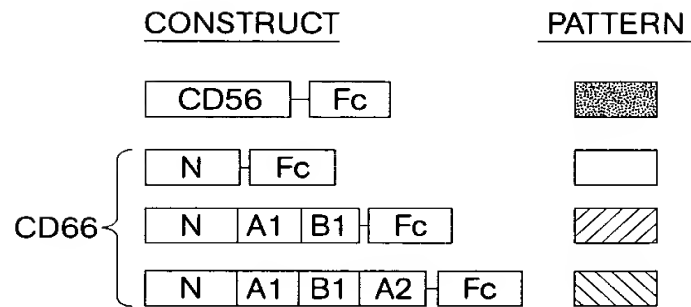 CONSTRUCT PATTERN
CD56 Fc
N Fc
CD66
N A1 B1 Fc
N A1 B1 A2 Fc